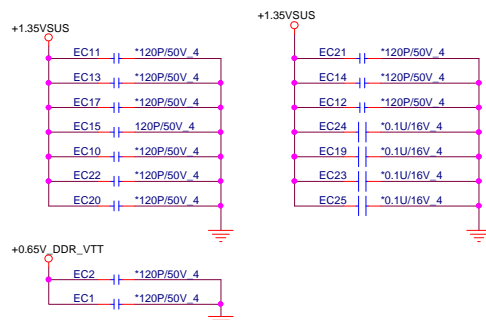 +1.35VSUS
EC11 *120P/50V_4
EC13 *120P/50V_4
EC17 *120P/50V_4
EC15 120P/50V_4
EC10 *120P/50V_4
EC22 *120P/50V_4
EC20 *120P/50V_4
+1.35VSUS
EC21 *120P/50V_4
EC14 *120P/50V_4
EC12 *120P/50V_4
EC24 *0.1U/16V_4
EC19 *0.1U/16V_4
EC23 *0.1U/16V_4
EC25 *0.1U/16V_4
+0.65V_DDR_VTT
EC2 *120P/50V_4
EC1 *120P/50V_4